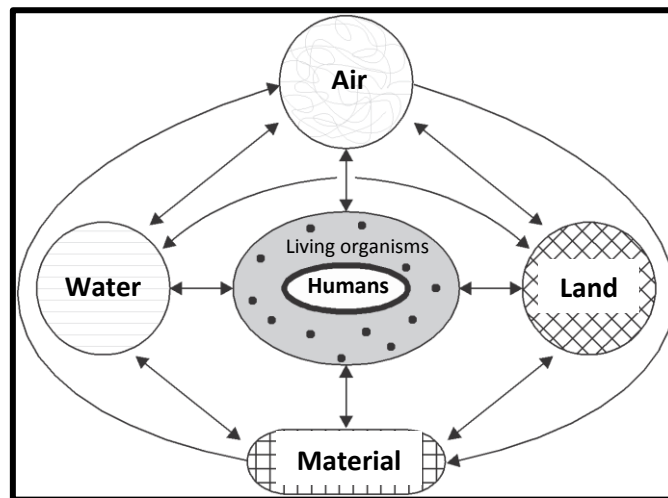 Air
Living organisms
Water
Humans
Land
Material